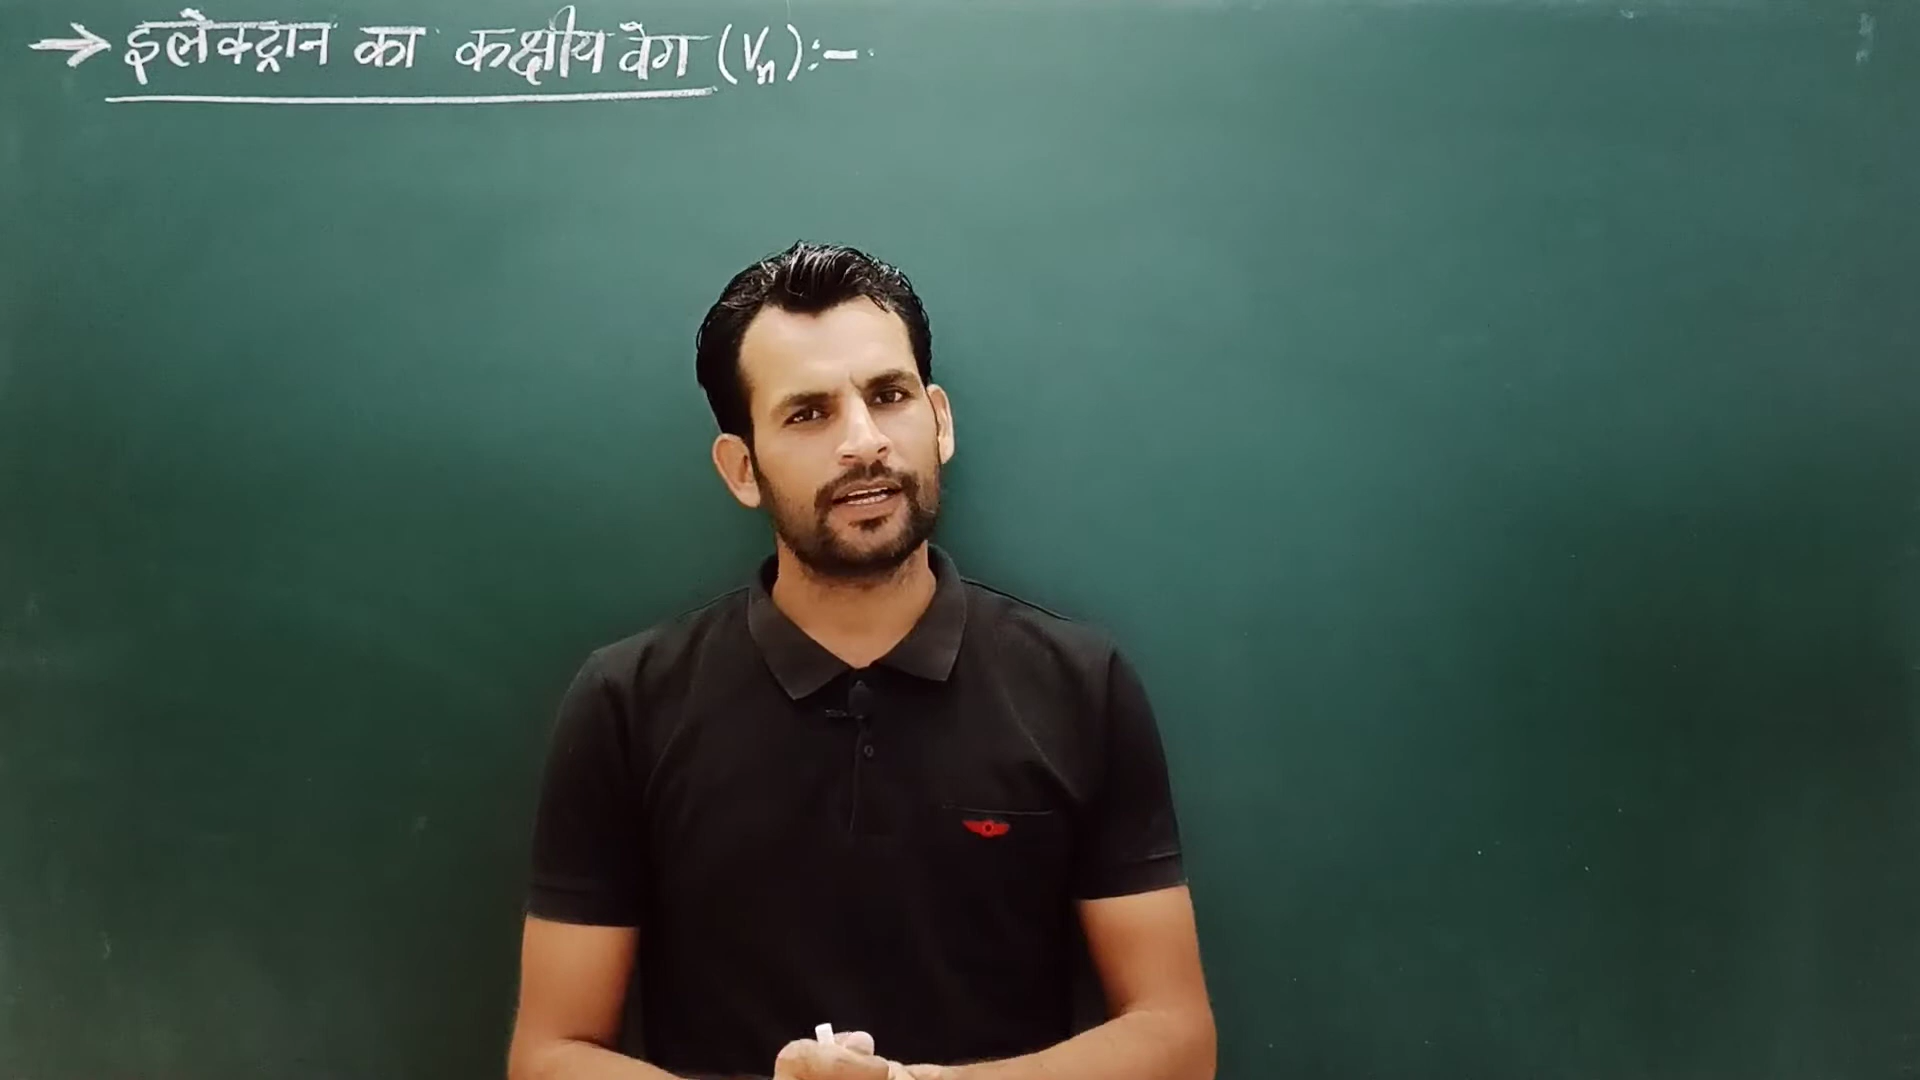 → इलेक्ट्रान का कक्षीय वेग (Vn):-